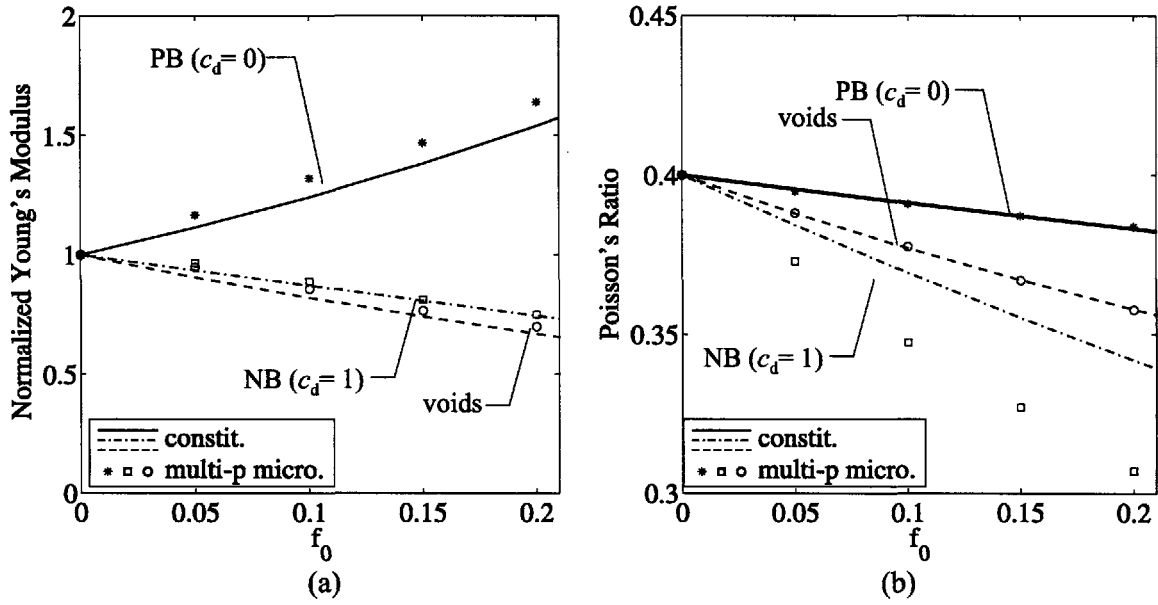 2
1.5
1
0.5
0
Normalized Young's Modulus
PB (c_d= 0)
NB (c_d= 1)
voids
constit.
multi-p micro.
0 0.05 0.1 0.15 0.2
f_0
(a)
0.45
0.4
0.35
0.3
Poisson's Ratio
PB (c_d= 0)
voids
NB (c_d= 1)
constit.
multi-p micro.
0 0.05 0.1 0.15 0.2
f_0
(b)